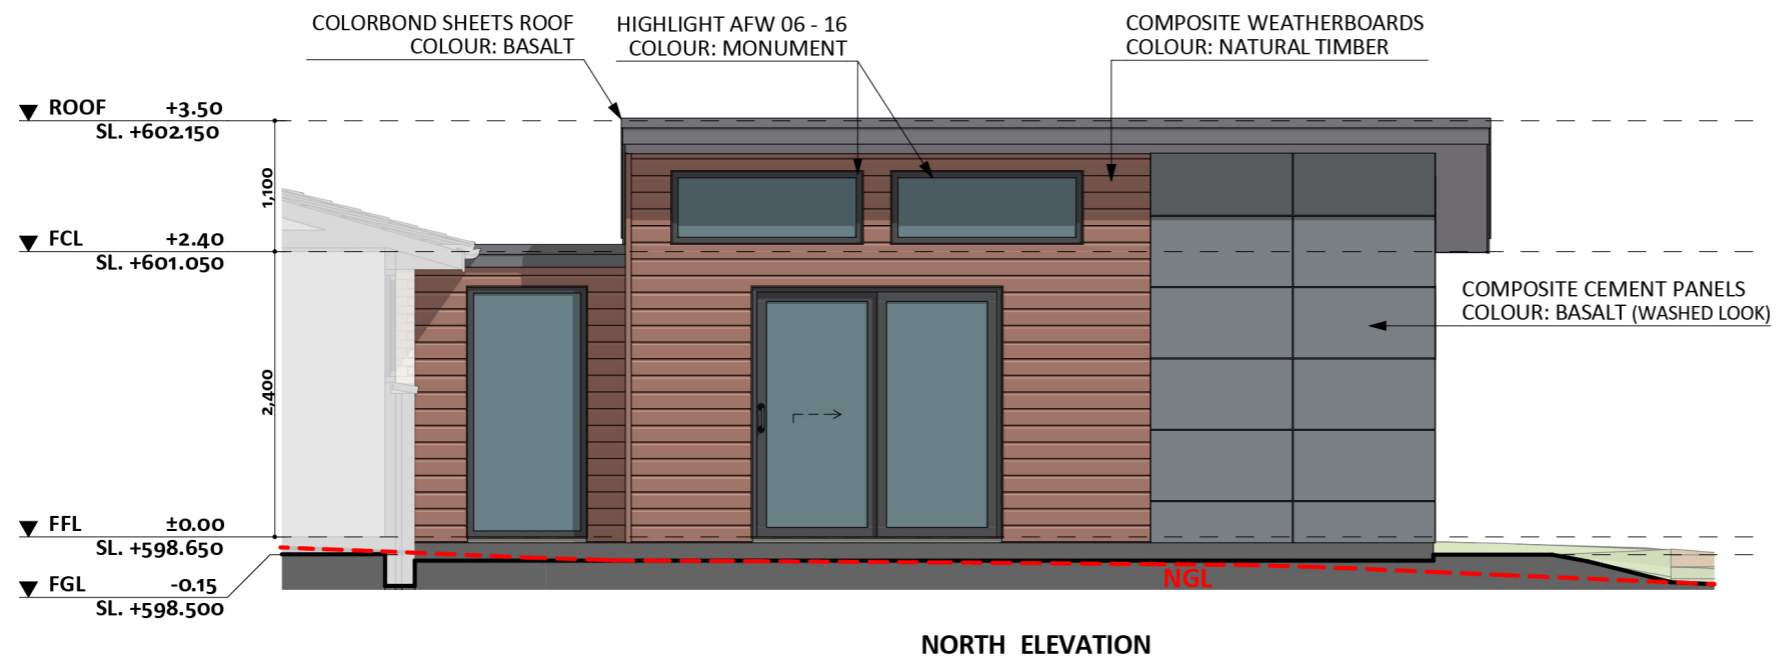 COLORBOND SHEETS ROOF
COLOUR: BASALT
HIGHLIGHT AFW 06 - 16
COLOUR: MONUMENT
COMPOSITE WEATHERBOARDS
COLOUR: NATURAL TIMBER
ROOF +3.50
SL. +602.150
1,100
FCL +2.40
SL. +601.050
COMPOSITE CEMENT PANELS
COLOUR: BASALT (WASHED LOOK)
2,400
FFL ±0.00
SL. +598.650
FGL -0.15
SL. +598.500
NGL
NORTH ELEVATION